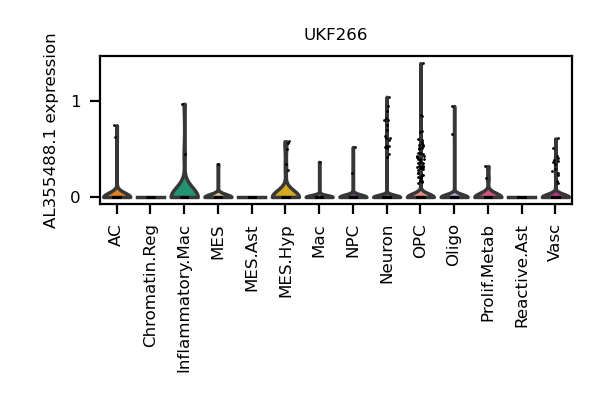 UKF266
AL355488.1 expression
1
0
AC
Chromatin.Reg
Inflammatory.Mac
MES
MES.Ast
MES.Hyp
Mac
NPC
Neuron
OPC
Oligo
Prolif.Metab
Reactive.Ast
Vasc